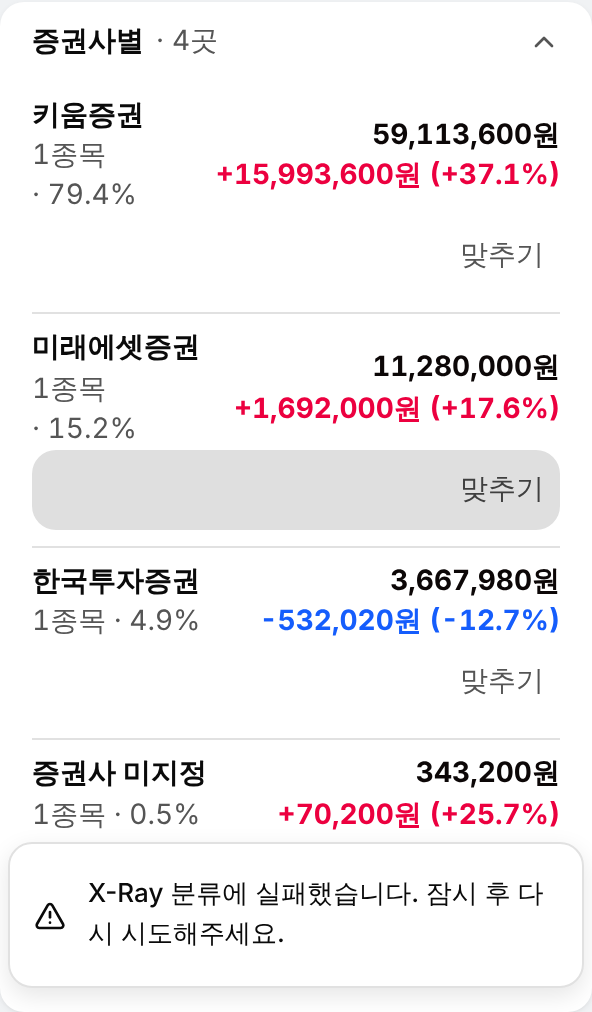 증권사별 · 4곳
키움증권
59,113,600원
1종목
+15,993,600원 (+37.1%)
· 79.4%
맞추기
미래에셋증권
11,280,000원
1종목
+1,692,000원 (+17.6%)
· 15.2%
맞추기
한국투자증권
3,667,980원
1종목 · 4.9%
-532,020원 (-12.7%)
맞추기
증권사 미지정
343,200원
1종목 · 0.5%
+70,200원 (+25.7%)
X-Ray 분류에 실패했습니다. 잠시 후 다
시 시도해주세요.